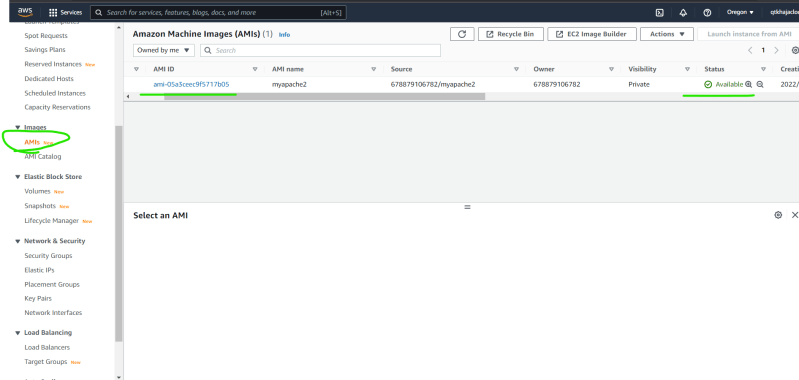 aws Services Search for services, features, blogs, docs, and more [Alt+S] Oregon ▼
Spot Requests
Savings Plans
Reserved Instances New
Dedicated Hosts
Scheduled Instances
Capacity Reservations
▼ Images
AMIs New
AMI Catalog
▼ Elastic Block Store
Volumes New
Snapshots New
Lifecycle Manager New
▼ Network & Security
Security Groups
Elastic IPs
Placement Groups
Key Pairs
Network Interfaces
▼ Load Balancing
Load Balancers
Target Groups New
Amazon Machine Images (AMIs) (1) Info
Recycle Bin EC2 Image Builder Actions ▼ Launch instance from AMI
Owned by me ▼ Search < 1 >
AMI ID AMI name Source Owner Visibility Status
ami-05a3ceec9f5717b05 myapache2 678879106782/myapache2 678879106782 Private Available 2022/
Select an AMI